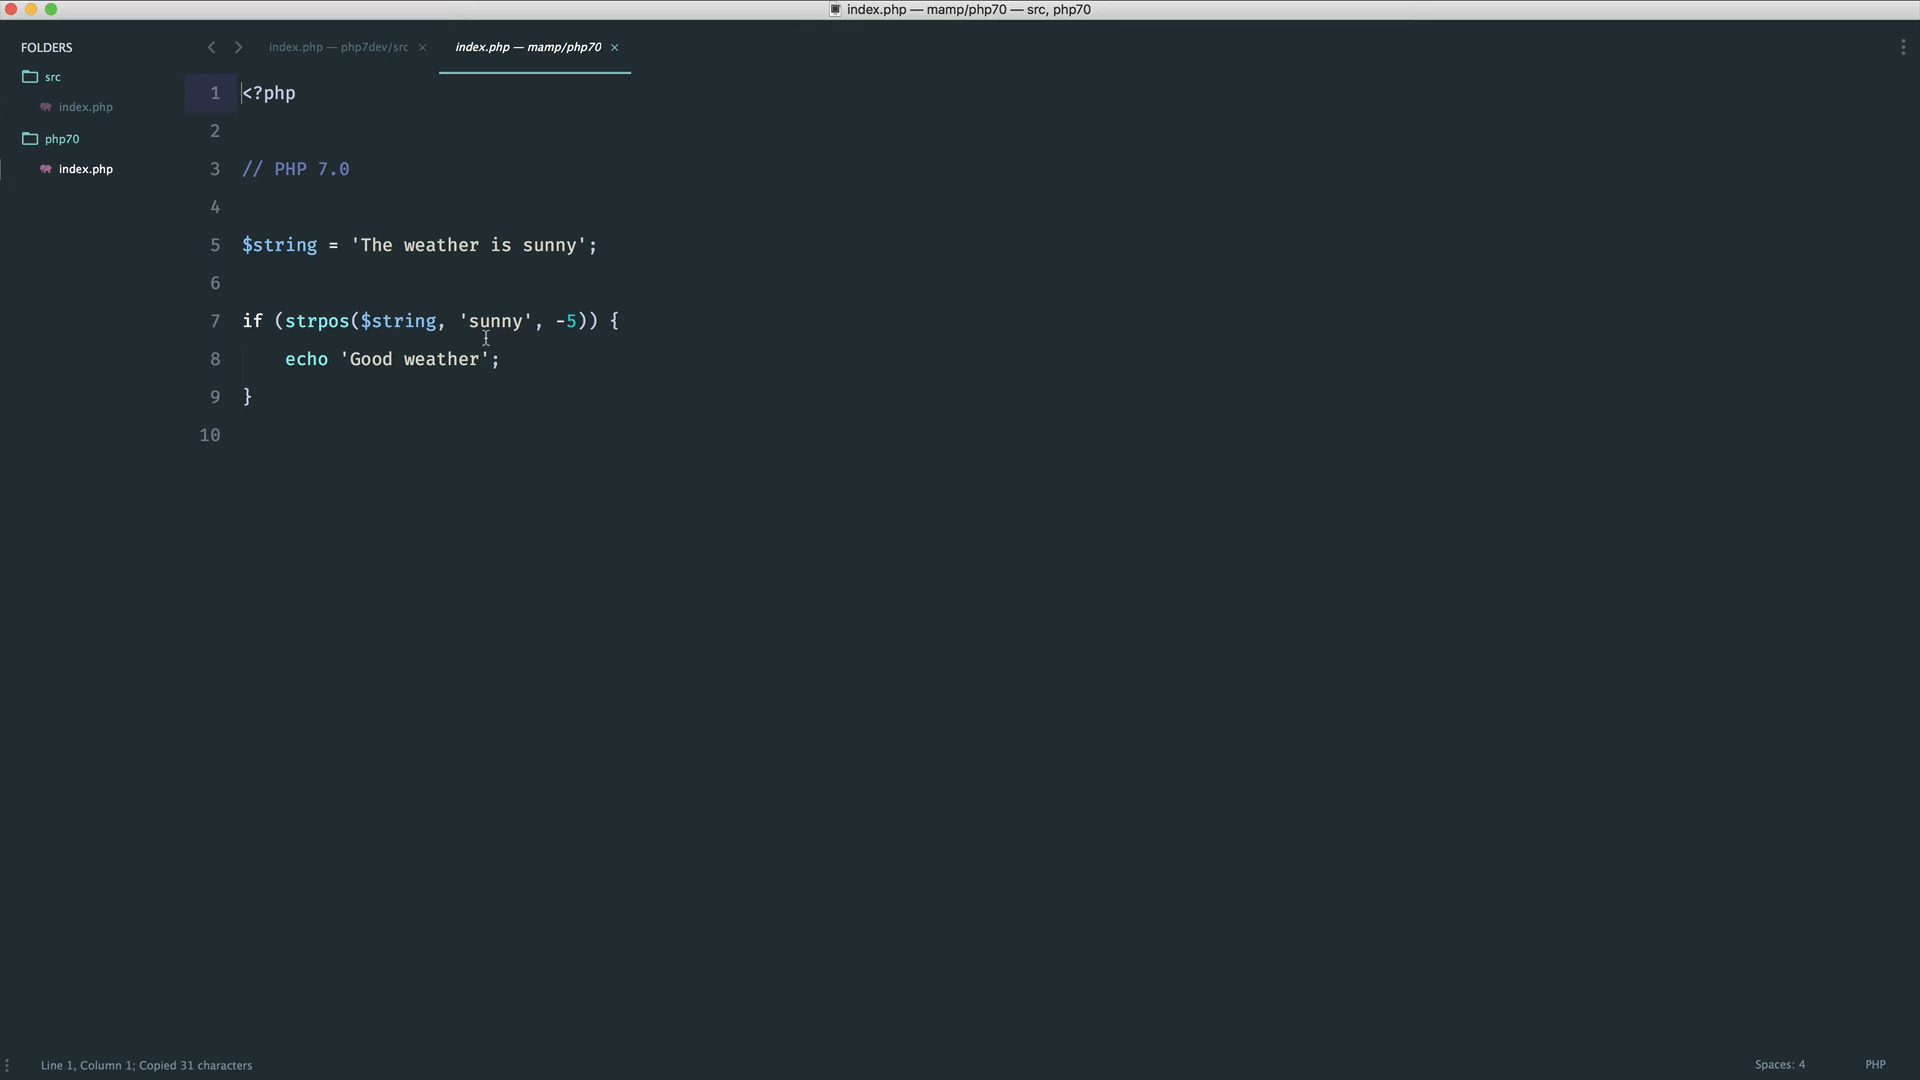 index.php — mamp/php70 — src, php70
FOLDERS
src
index.php
php70
index.php
index.php — php7dev/src ×
index.php — mamp/php70 ×
1 <?php
2
3 // PHP 7.0
4
5 $string = 'The weather is sunny';
6
7 if (strpos($string, 'sunny', -5)) {
8     echo 'Good weather';
9 }
10
Line 1, Column 1; Copied 31 characters
Spaces: 4
PHP